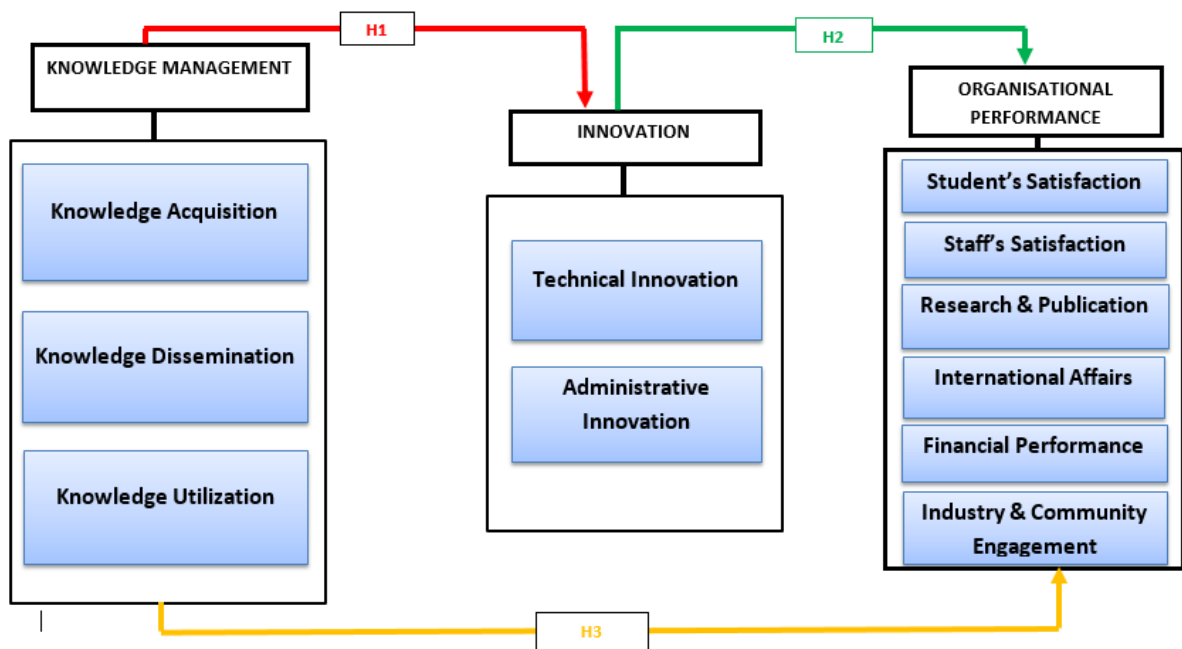 H1
H2
KNOWLEDGE MANAGEMENT
Knowledge Acquisition
Knowledge Dissemination
Knowledge Utilization
INNOVATION
Technical Innovation
Administrative
Innovation
ORGANISATIONAL
PERFORMANCE
Student’s Satisfaction
Staff’s Satisfaction
Research & Publication
International Affairs
Financial Performance
Industry & Community
Engagement
H3